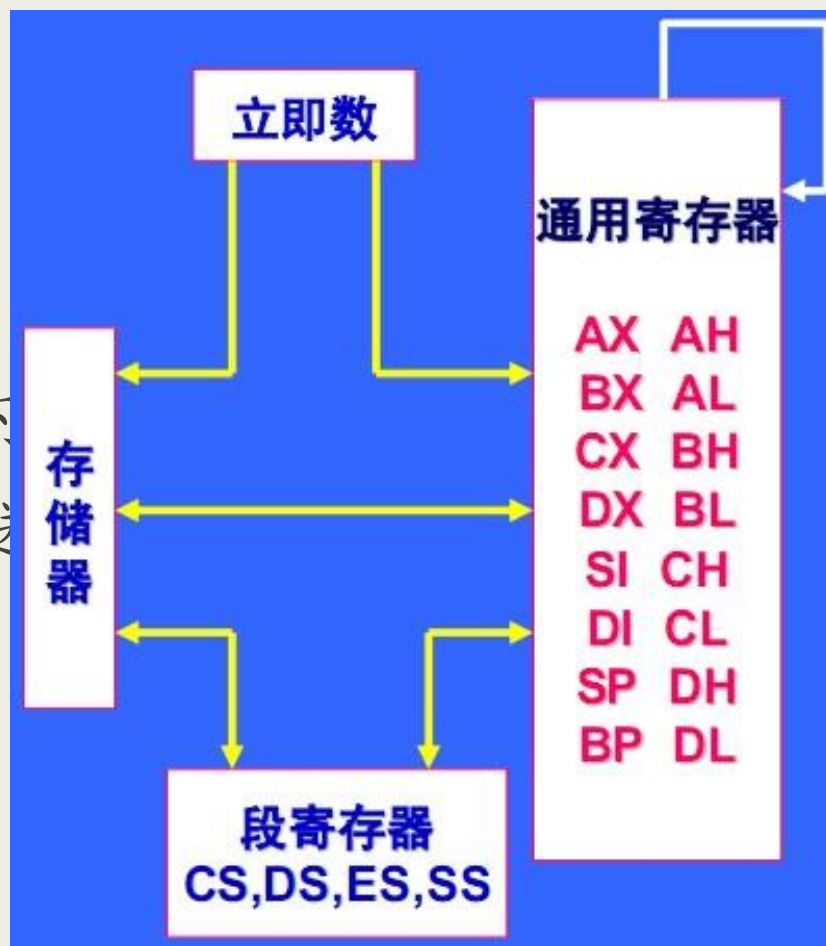 立即数
通用寄存器
AX AH
BX AL
CX BH
DX BL
SI CH
DI CL
SP DH
BP DL
存
储
器
段寄存器
CS,DS,ES,SS